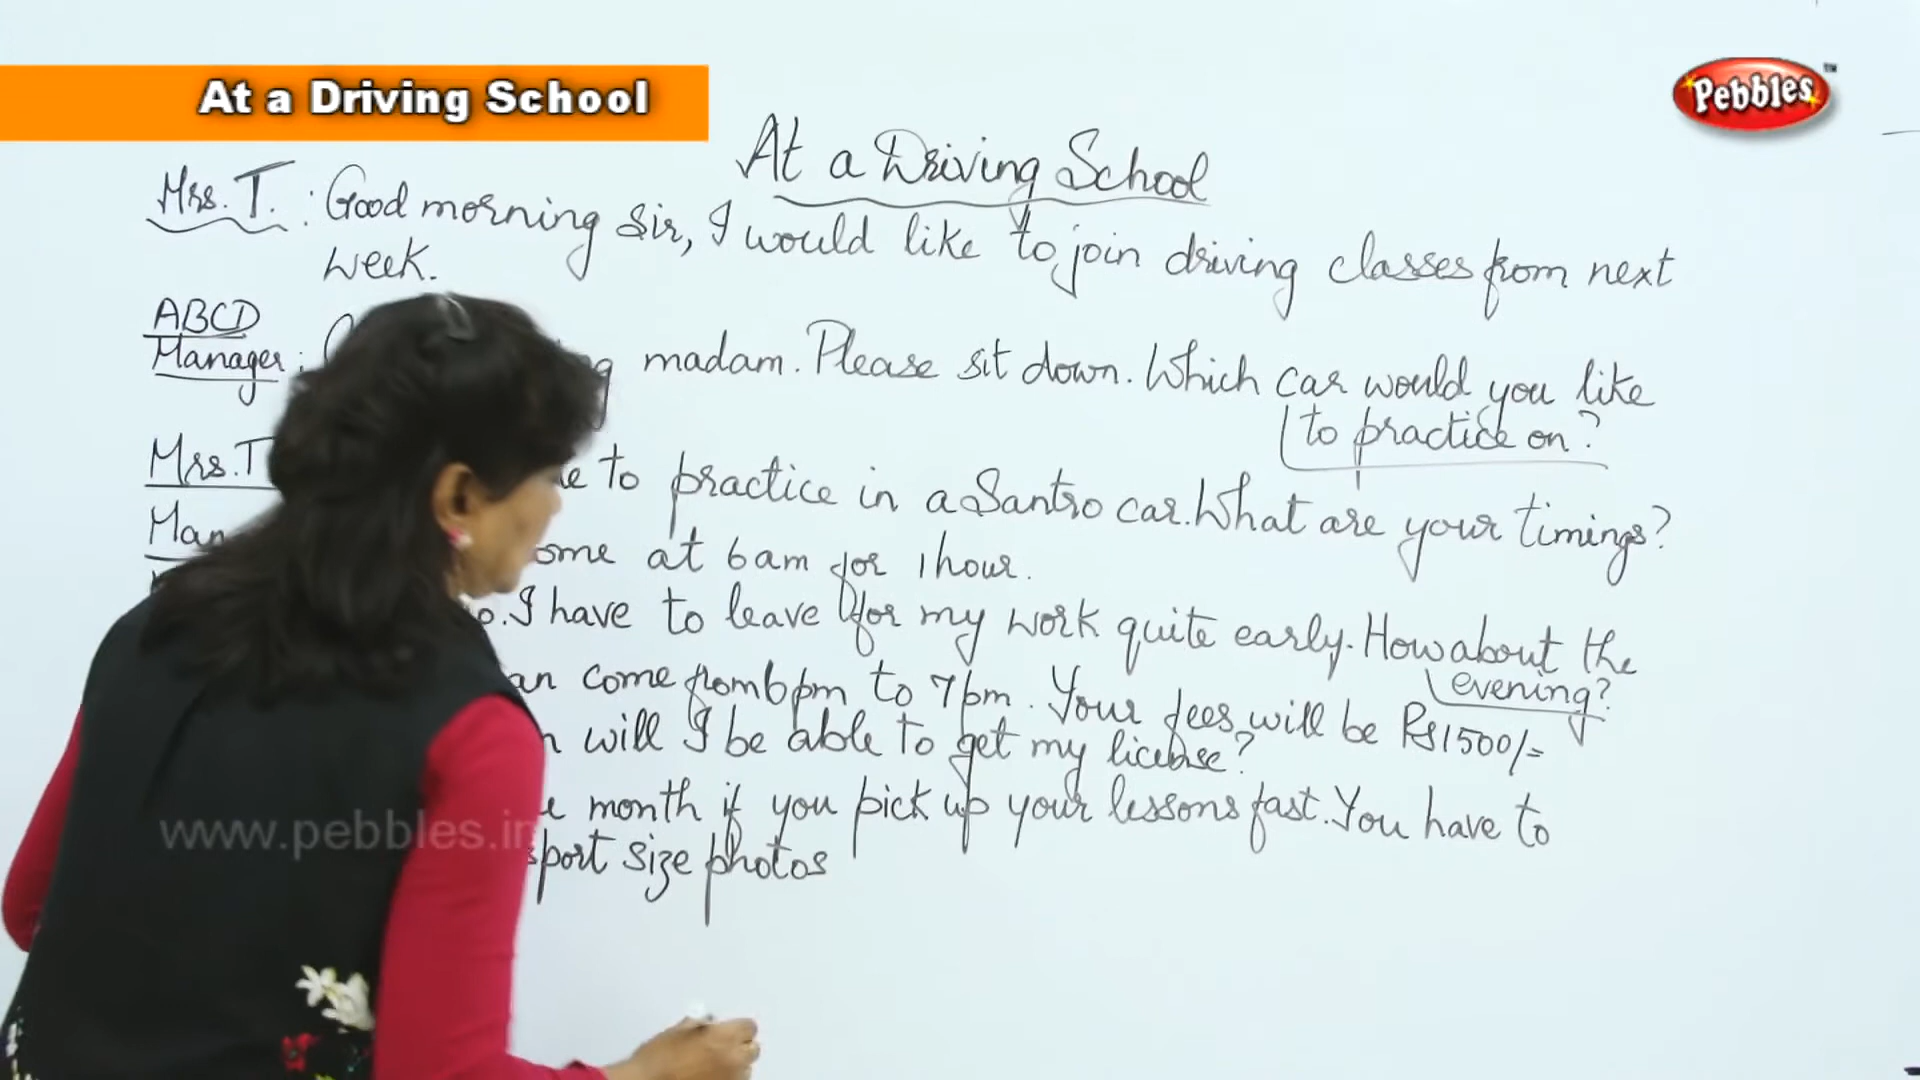 At a Driving School
Pebbles™
At a Driving School
Mrs. T. : Good morning Sir, I would like to join driving classes from next
week.
ABCD
Manager : madam. Please sit down. Which car would you like
to practice on?
Mrs. T to practice in a Santro car. What are your timings?
Man ome at 6am for 1 hour.
o. I have to leave for my work quite early. How about the
evening?
an come from 6pm to 7pm. Your fees will be Rs1500/=
will I be able to get my license?
month if you pick up your lessons fast. You have to
port size photos
www.pebbles.in